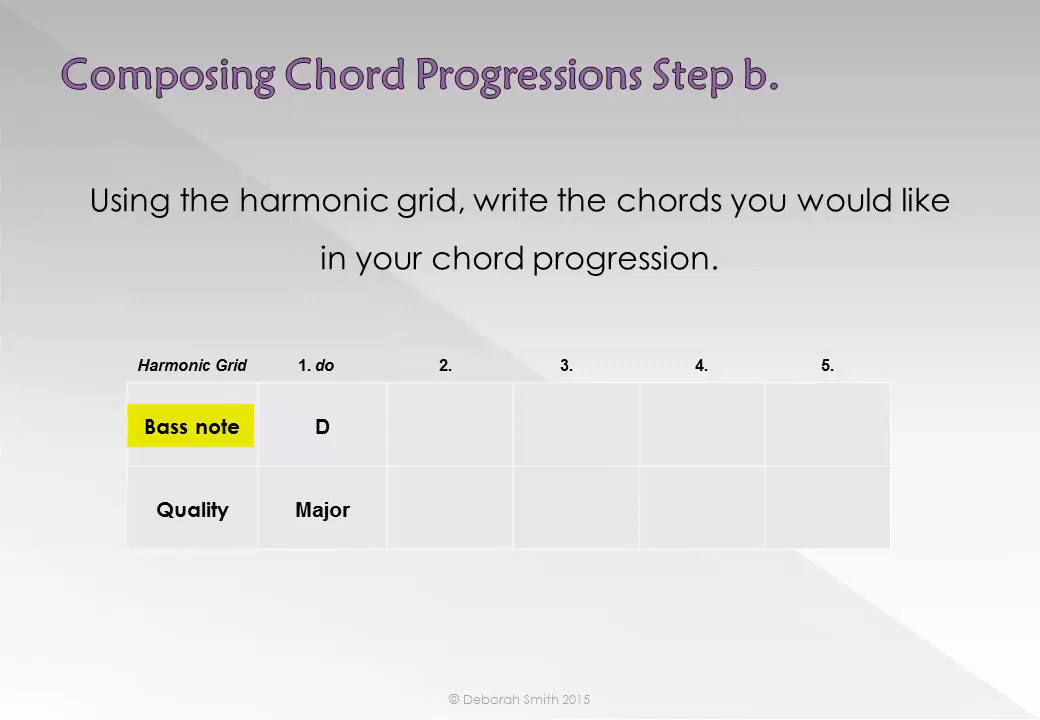 Composing Chord Progressions Step b.
Using the harmonic grid, write the chords you would like
in your chord progression.
Harmonic Grid 1. do 2. 3. 4. 5.
Bass note D
Quality Major
© Deborah Smith 2015